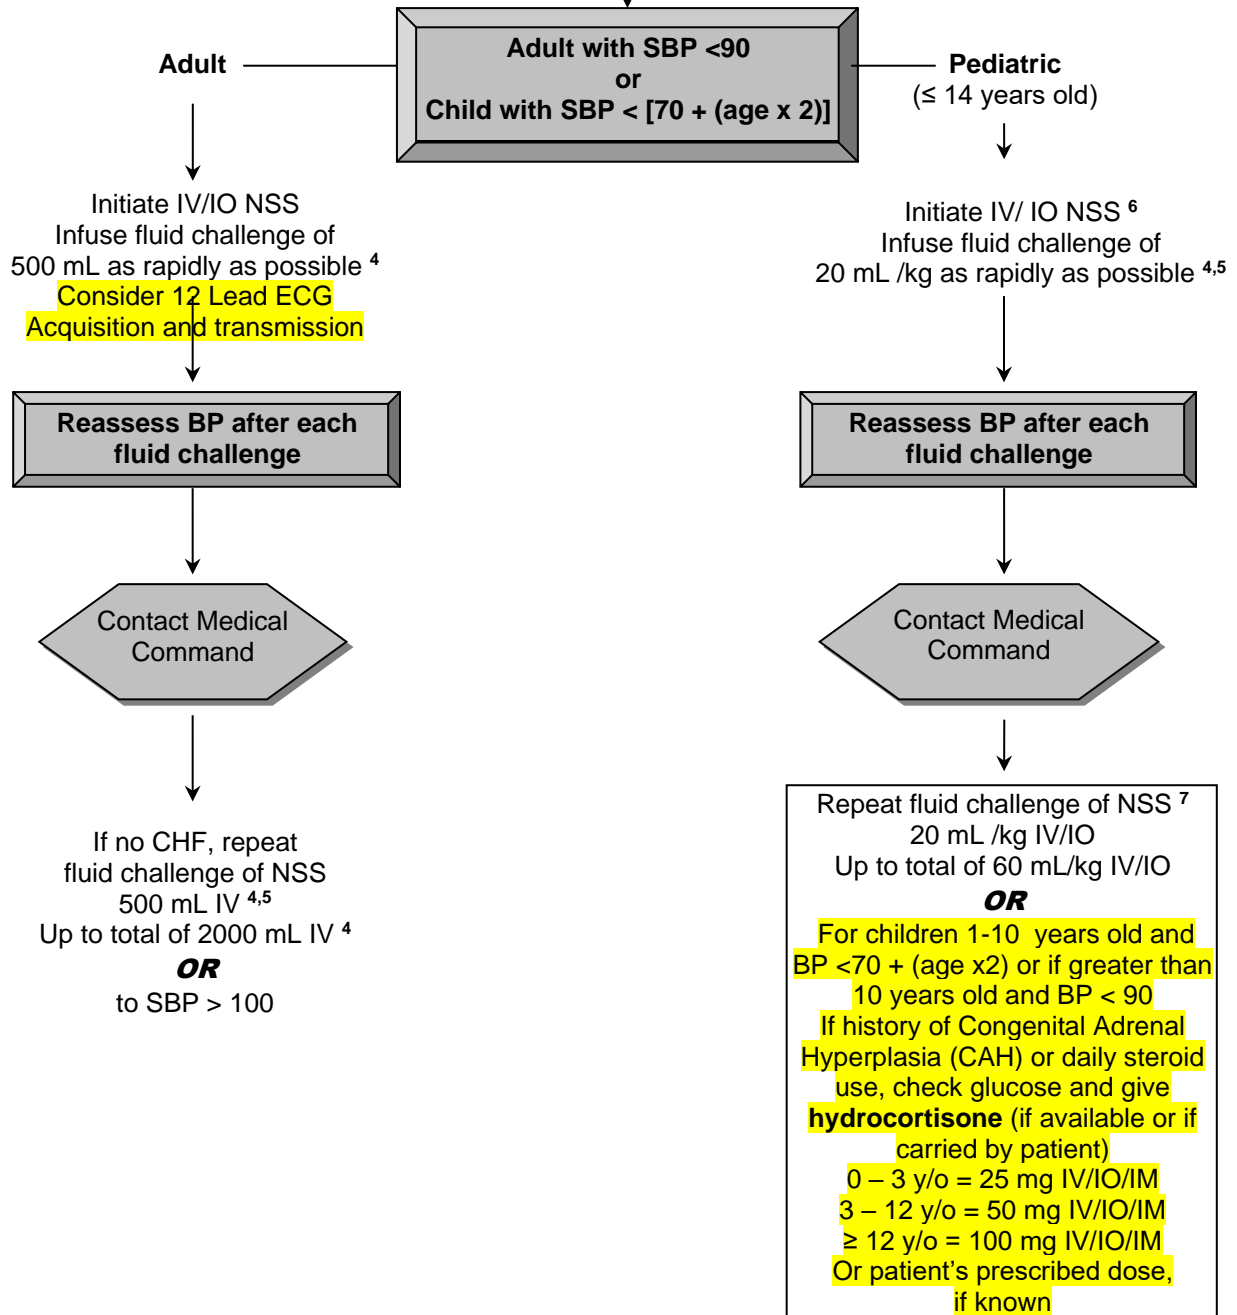 Adult with SBP <90
or
Child with SBP < [70 + (age x 2)]
Adult
Initiate IV/IO NSS
Infuse fluid challenge of
500 mL as rapidly as possible 4
Consider 12 Lead ECG
Acquisition and transmission
Reassess BP after each
fluid challenge
Contact Medical
Command
If no CHF, repeat
fluid challenge of NSS
500 mL IV 4,5
Up to total of 2000 mL IV 4
OR
to SBP > 100
Pediatric
(≤ 14 years old)
Initiate IV/ IO NSS 6
Infuse fluid challenge of
20 mL /kg as rapidly as possible 4,5
Reassess BP after each
fluid challenge
Contact Medical
Command
Repeat fluid challenge of NSS 7
20 mL /kg IV/IO
Up to total of 60 mL/kg IV/IO
OR
For children 1-10 years old and
BP <70 + (age x2) or if greater than
10 years old and BP < 90
If history of Congenital Adrenal
Hyperplasia (CAH) or daily steroid
use, check glucose and give
hydrocortisone (if available or if
carried by patient)
0 – 3 y/o = 25 mg IV/IO/IM
3 – 12 y/o = 50 mg IV/IO/IM
≥ 12 y/o = 100 mg IV/IO/IM
Or patient's prescribed dose,
if known